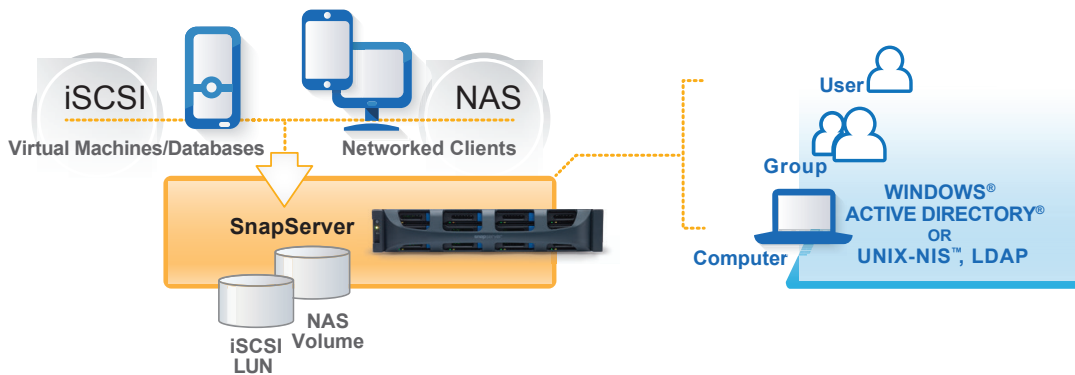 iSCSI
NAS
Virtual Machines/Databases
Networked Clients
SnapServer
iSCSI
LUN
NAS
Volume
User
Group
Computer
WINDOWS®
ACTIVE DIRECTORY®
OR
UNIX-NIS™, LDAP